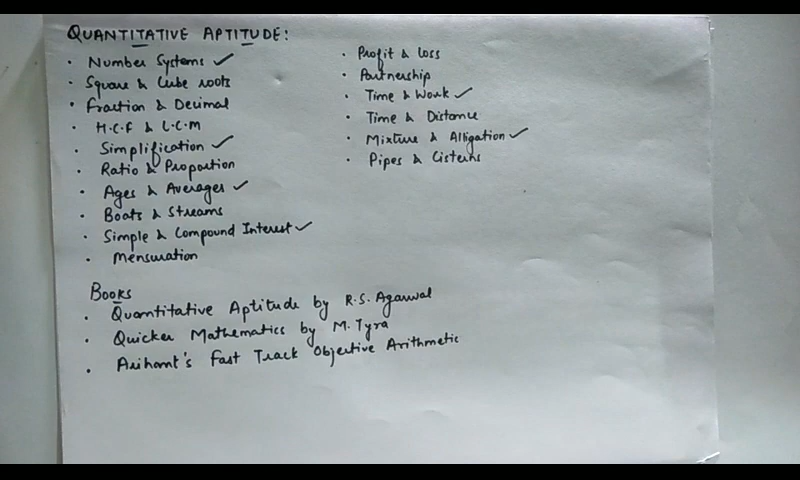 QUANTITATIVE APTITUDE:
· Number Systems ✓
· Square & Cube roots
· Fraction & Decimal
· H.C.F & L.C.M
· Simplification ✓
· Ratio & Proportion
· Ages & Averages ✓
· Boats & Streams
· Simple & Compound Interest ✓
· Mensuration
· Profit & Loss
· Partnership
· Time & Work ✓
· Time & Distance
· Mixture & Alligation ✓
· Pipes & Cisterns
Books
· Quantitative Aptitude by R.S. Agarwal
· Quicker Mathematics by M. Tyra
· Arihant's Fast Track Objective Arithmetic